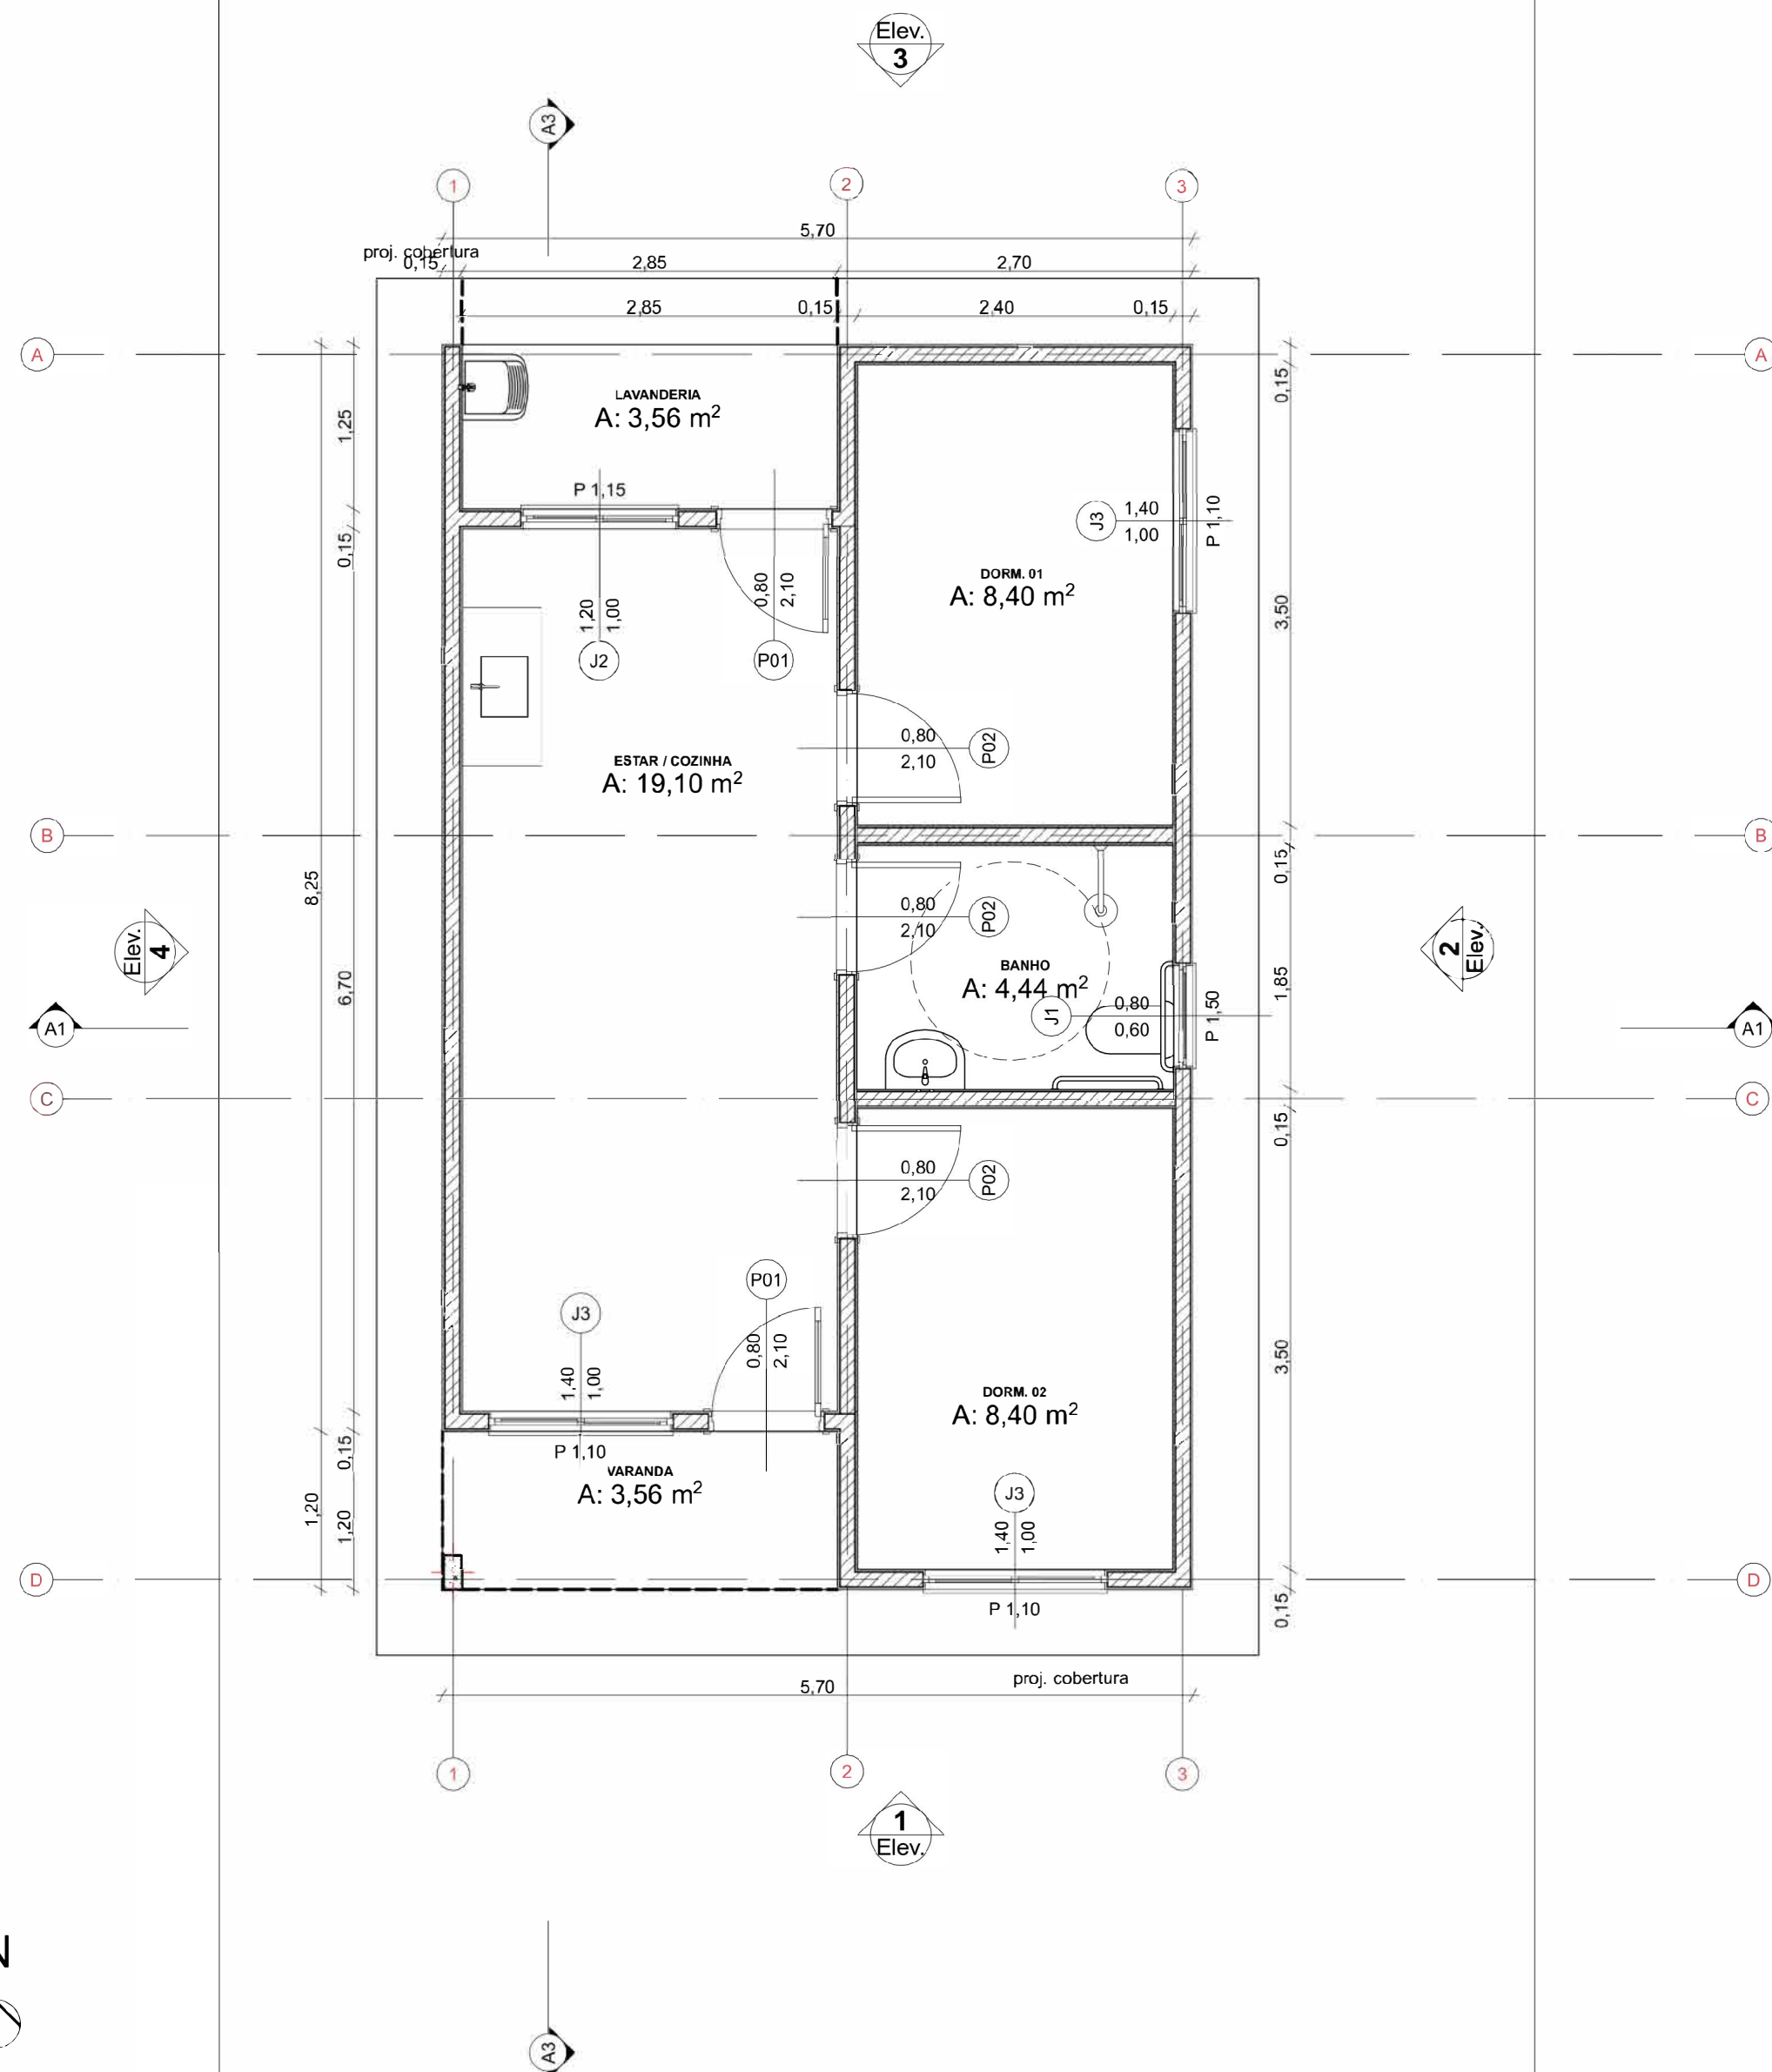 Elev.
3
A3
1
2
3
5,70
proj. cobertura
0,15
2,85
2,70
2,85
0,15
2,40
0,15
A
A
LAVANDERIA
A: 3,56 m²
1,25
0,15
P 1,15
J3
1,40
1,00
P 1,10
0,15
0,80
2,10
1,20
1,00
DORM. 01
A: 8,40 m²
3,50
J2
P01
0,80
2,10
P02
ESTAR / COZINHA
A: 19,10 m²
B
B
8,25
0,15
0,80
2,10
P02
Elev.
4
2
Elev.
6,70
BANHO
A: 4,44 m²
1,85
J1
0,80
0,60
P 1,50
A1
A1
C
C
0,15
0,80
2,10
P02
P01
J3
0,80
2,10
1,40
1,00
3,50
DORM. 02
A: 8,40 m²
0,15
P 1,10
VARANDA
A: 3,56 m²
J3
1,20
1,20
1,40
1,00
D
D
P 1,10
0,15
proj. cobertura
5,70
1
2
3
1
Elev.
N
A3